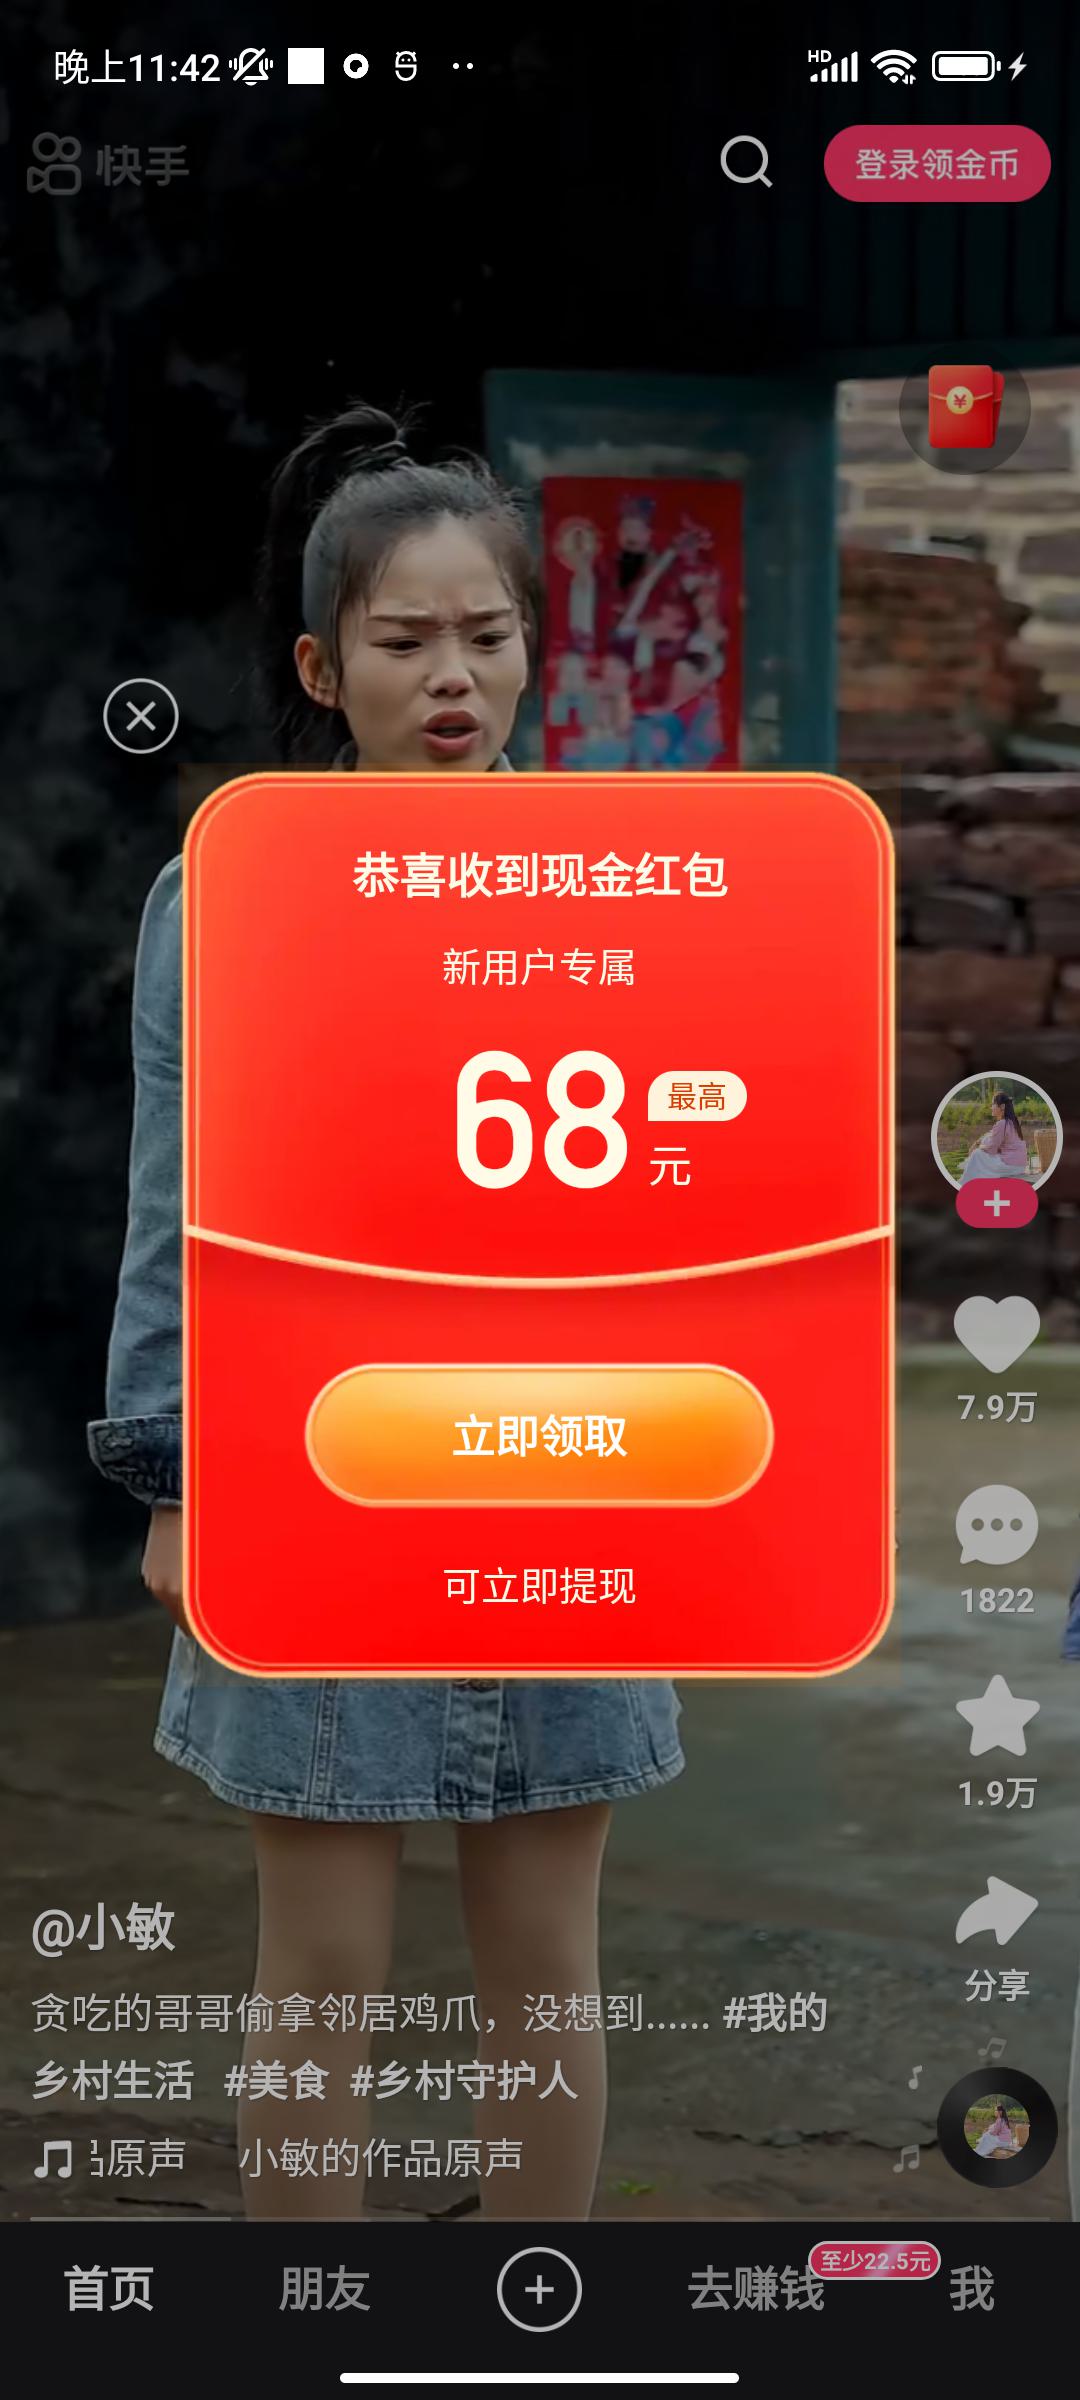 晚上11:42
HD
快手
登录领金币
恭喜收到现金红包
新用户专属
68
最高
元
立即领取
可立即提现
7.9万
1822
1.9万
分享
@小敏
贪吃的哥哥偷拿邻居鸡爪，没想到...... #我的
乡村生活 #美食 #乡村守护人
原声 小敏的作品原声
首页
朋友
去赚钱
至少22.5元
我